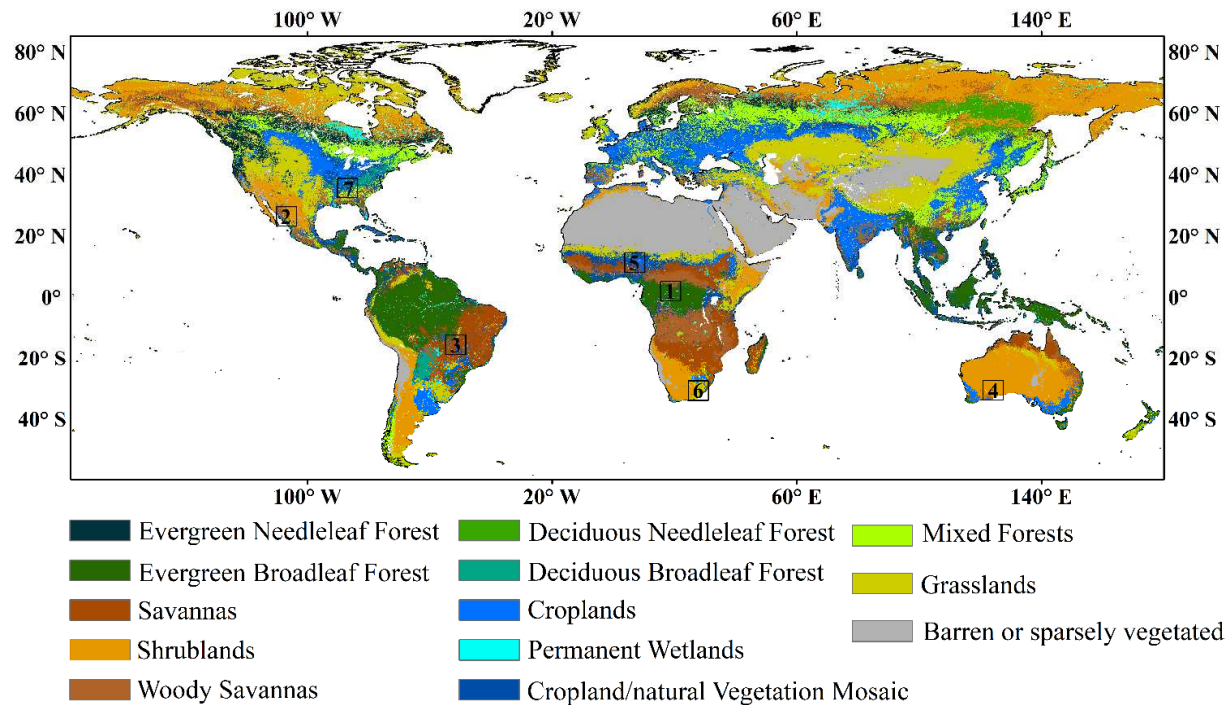 100° W 20° W 60° E 140° E
80° N 80° N
60° N 60° N
40° N 40° N
7
2
20° N 20° N
5
1
0° 0°
3
20° S 20° S
6 4
40° S 40° S
100° W 20° W 60° E 140° E
Evergreen Needleleaf Forest Deciduous Needleleaf Forest Mixed Forests
Evergreen Broadleaf Forest Deciduous Broadleaf Forest Grasslands
Savannas Croplands Barren or sparsely vegetated
Shrublands Permanent Wetlands
Woody Savannas Cropland/natural Vegetation Mosaic